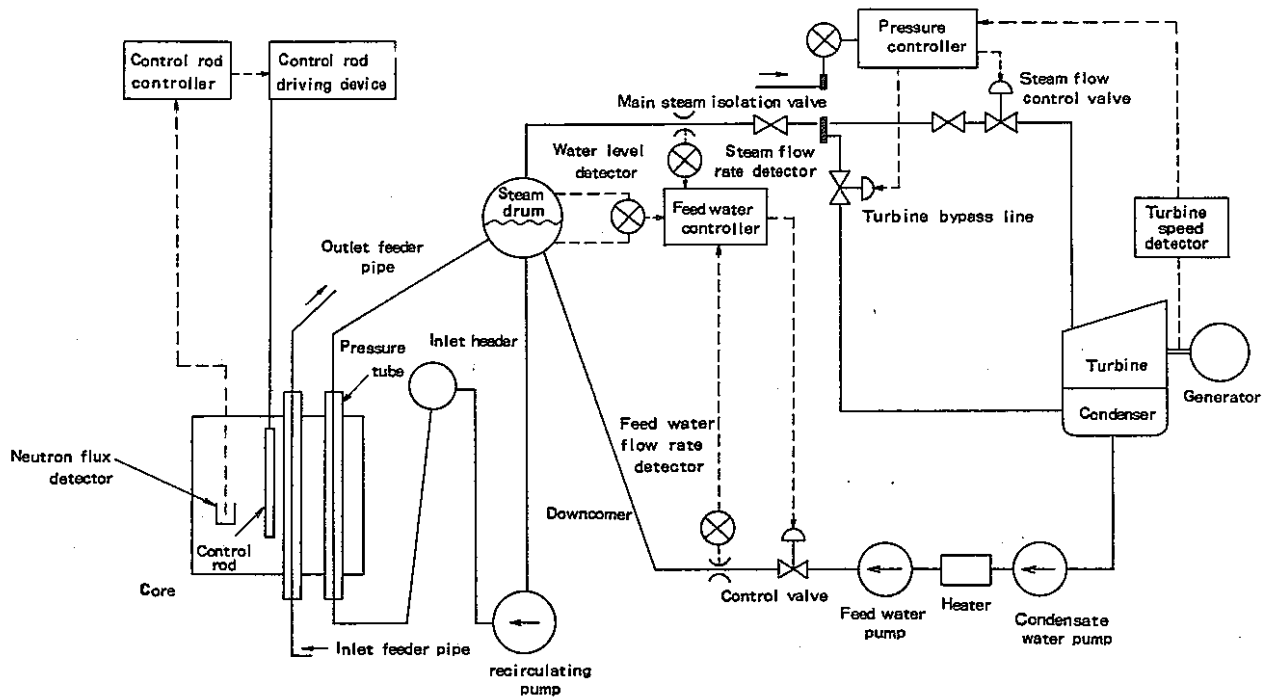 Control rod
controller
Control rod
driving device
Pressure
controller
Steam flow
control valve
Main steam isolation valve
Water level
detector
Steam flow
rate detector
Steam
drum
Feed water
controller
Turbine bypass line
Turbine
speed
detector
Outlet feeder
pipe
Inlet header
Pressure
tube
Turbine
Condenser
Generator
Feed water
flow rate
detector
Neutron flux
detector
Downcomer
Control
rod
Core
Control valve
Feed water
pump
Heater
Condensate
water pump
Inlet feeder pipe
recirculating
pump